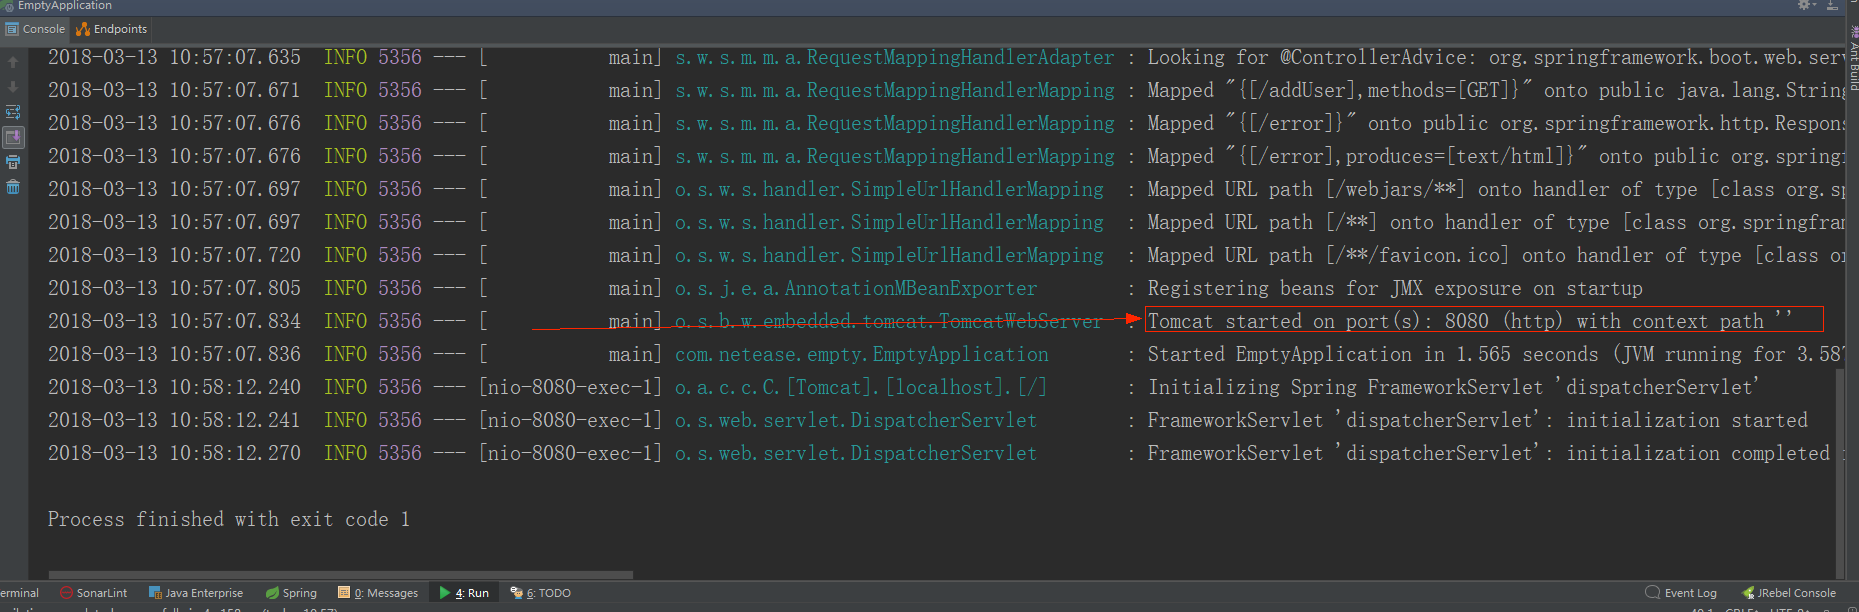 EmptyApplication
Console Endpoints
2018-03-13 10:57:07.635  INFO 5356 --- [           main] s.w.s.m.m.a.RequestMappingHandlerAdapter : Looking for @ControllerAdvice: org.springframework.boot.web.serv
2018-03-13 10:57:07.671  INFO 5356 --- [           main] s.w.s.m.m.a.RequestMappingHandlerMapping : Mapped "{[/addUser],methods=[GET]}" onto public java.lang.String
2018-03-13 10:57:07.676  INFO 5356 --- [           main] s.w.s.m.m.a.RequestMappingHandlerMapping : Mapped "{[/error]}" onto public org.springframework.http.Respons
2018-03-13 10:57:07.676  INFO 5356 --- [           main] s.w.s.m.m.a.RequestMappingHandlerMapping : Mapped "{[/error],produces=[text/html]}" onto public org.springf
2018-03-13 10:57:07.697  INFO 5356 --- [           main] o.s.w.s.handler.SimpleUrlHandlerMapping  : Mapped URL path [/webjars/**] onto handler of type [class org.sp
2018-03-13 10:57:07.697  INFO 5356 --- [           main] o.s.w.s.handler.SimpleUrlHandlerMapping  : Mapped URL path [/**] onto handler of type [class org.springfram
2018-03-13 10:57:07.720  INFO 5356 --- [           main] o.s.w.s.handler.SimpleUrlHandlerMapping  : Mapped URL path [/**/favicon.ico] onto handler of type [class or
2018-03-13 10:57:07.805  INFO 5356 --- [           main] o.s.j.e.a.AnnotationMBeanExporter        : Registering beans for JMX exposure on startup
2018-03-13 10:57:07.834  INFO 5356 --- [           main] o.s.b.w.embedded.tomcat.TomcatWebServer  : Tomcat started on port(s): 8080 (http) with context path ''
2018-03-13 10:57:07.836  INFO 5356 --- [           main] com.netease.empty.EmptyApplication       : Started EmptyApplication in 1.565 seconds (JVM running for 3.587
2018-03-13 10:58:12.240  INFO 5356 --- [nio-8080-exec-1] o.a.c.c.C.[Tomcat].[localhost].[/]       : Initializing Spring FrameworkServlet 'dispatcherServlet'
2018-03-13 10:58:12.241  INFO 5356 --- [nio-8080-exec-1] o.s.web.servlet.DispatcherServlet        : FrameworkServlet 'dispatcherServlet': initialization started
2018-03-13 10:58:12.270  INFO 5356 --- [nio-8080-exec-1] o.s.web.servlet.DispatcherServlet        : FrameworkServlet 'dispatcherServlet': initialization completed
Process finished with exit code 1
Ant Build
erminal SonarLint Java Enterprise Spring 0: Messages 4: Run 6: TODO Event Log JRebel Console